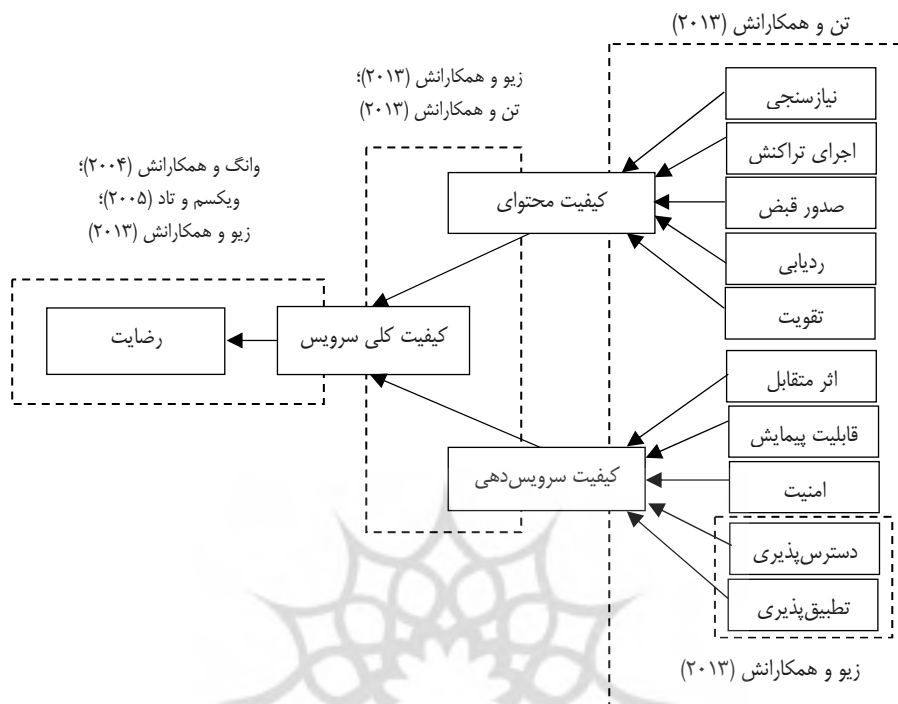 تن و همکارانش (۲۰۱۳)
نیازسنجی
اجرای تراکنش
صدور قبض
ردیابی
تقویت
اثر متقابل
قابلیت پیمایش
امنیت
دسترس‌پذیری
تطبیق‌پذیری
زیو و همکارانش (۲۰۱۳)
زیو و همکارانش (۲۰۱۳)؛
تن و همکارانش (۲۰۱۳)
کیفیت محتوای
کیفیت سرویس‌دهی
وانگ و همکارانش (۲۰۰۴)؛
ویکسم و تاد (۲۰۰۵)؛
زیو و همکارانش (۲۰۱۳)
کیفیت کلی سرویس
رضایت